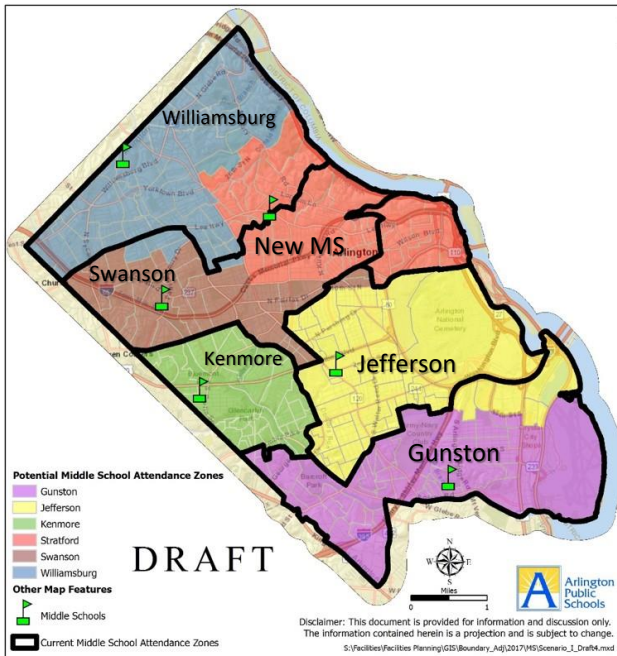 Williamsburg
New MS
Swanson
Kenmore
Jefferson
Gunston
Potential Middle School Attendance Zones
Gunston
Jefferson
Kenmore
Stratford
Swanson
Williamsburg
Other Map Features
Middle Schools
Current Middle School Attendance Zones
DRAFT
N
W E
S
Miles
0 1
A
Arlington
Public
Schools
Disclaimer: This document is provided for information and discussion only.
The information contained herein is a projection and is subject to change.
S:\Facilities\Facilities Planning\GIS\Boundary_Adj\2017\MS\Scenario_I_Draft4.mxd